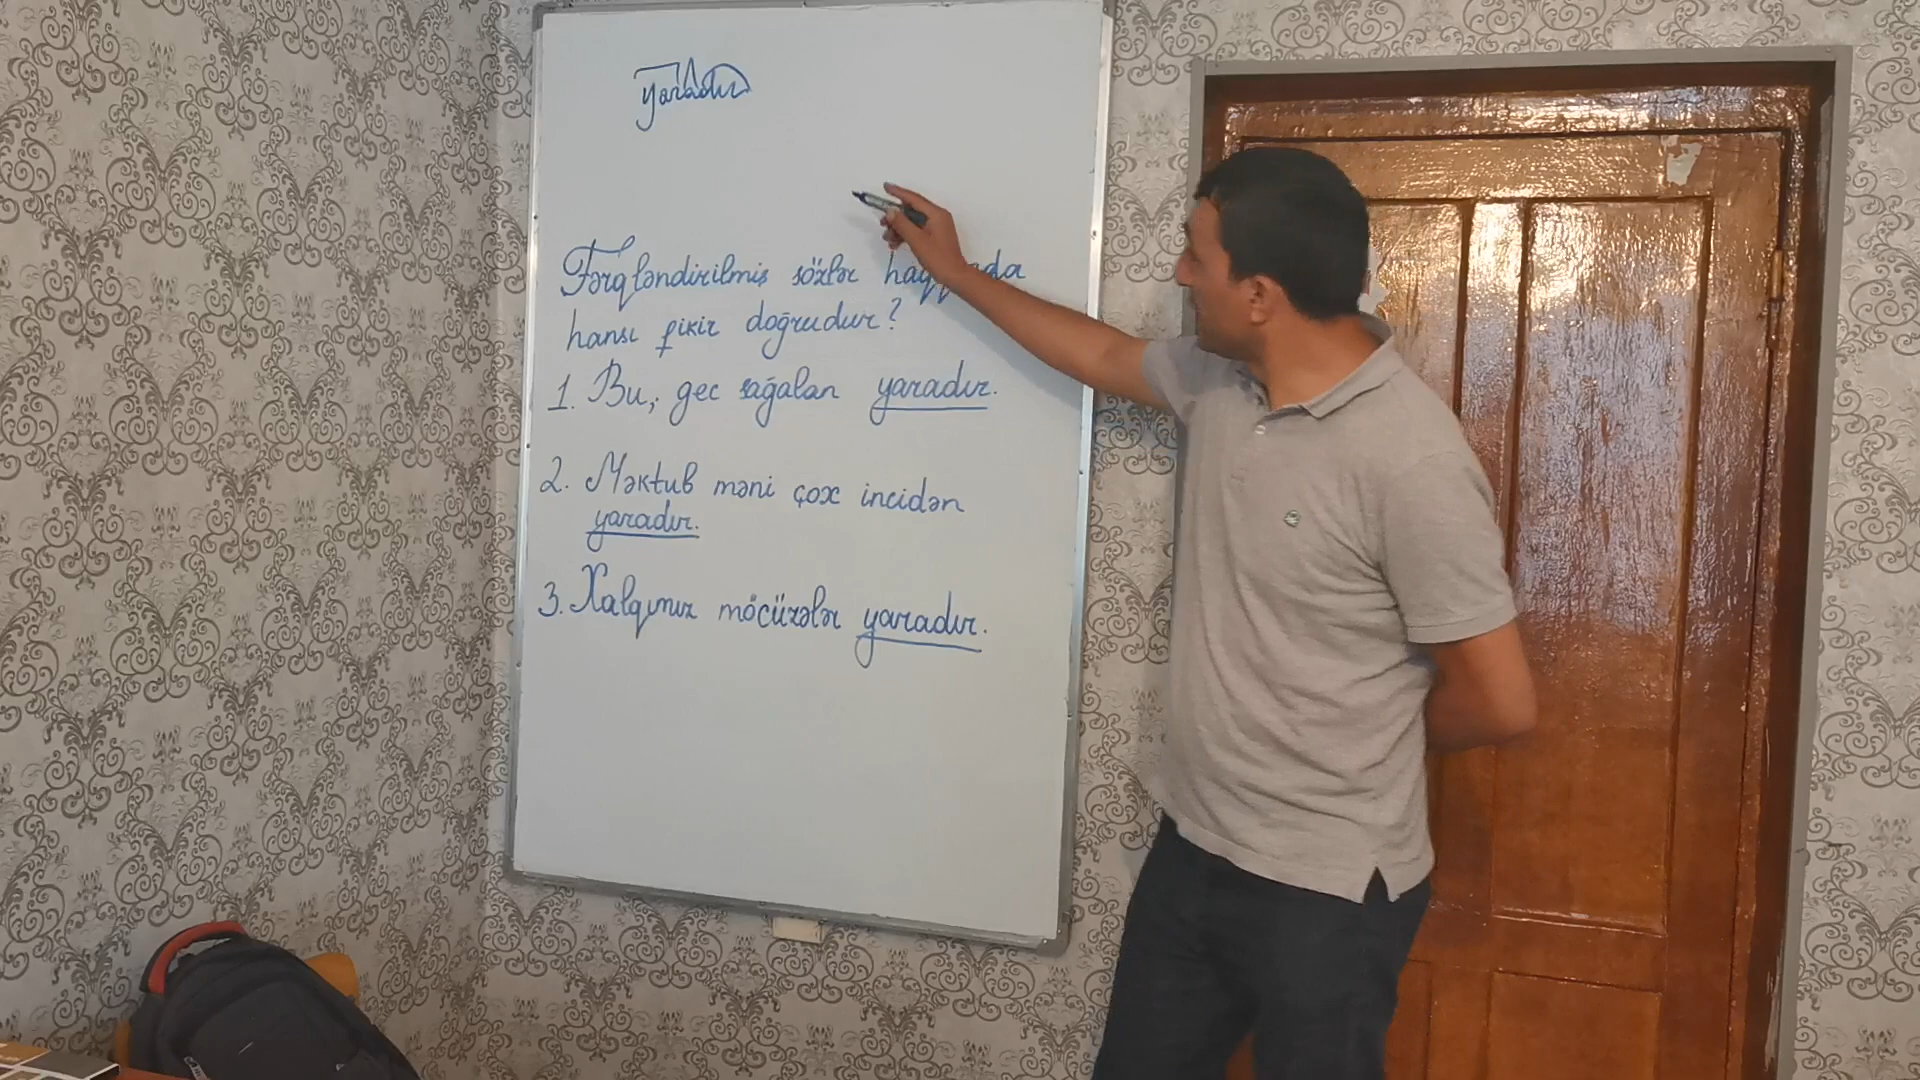 yaradır
Fərqləndirilmiş sözlər haqqında
hansı fikir doğrudur?
1. Bu, gec sağalan yaradır.
2. Məktub məni çox incidən
yaradır.
3. Xalqımız möcüzələr yaradır.